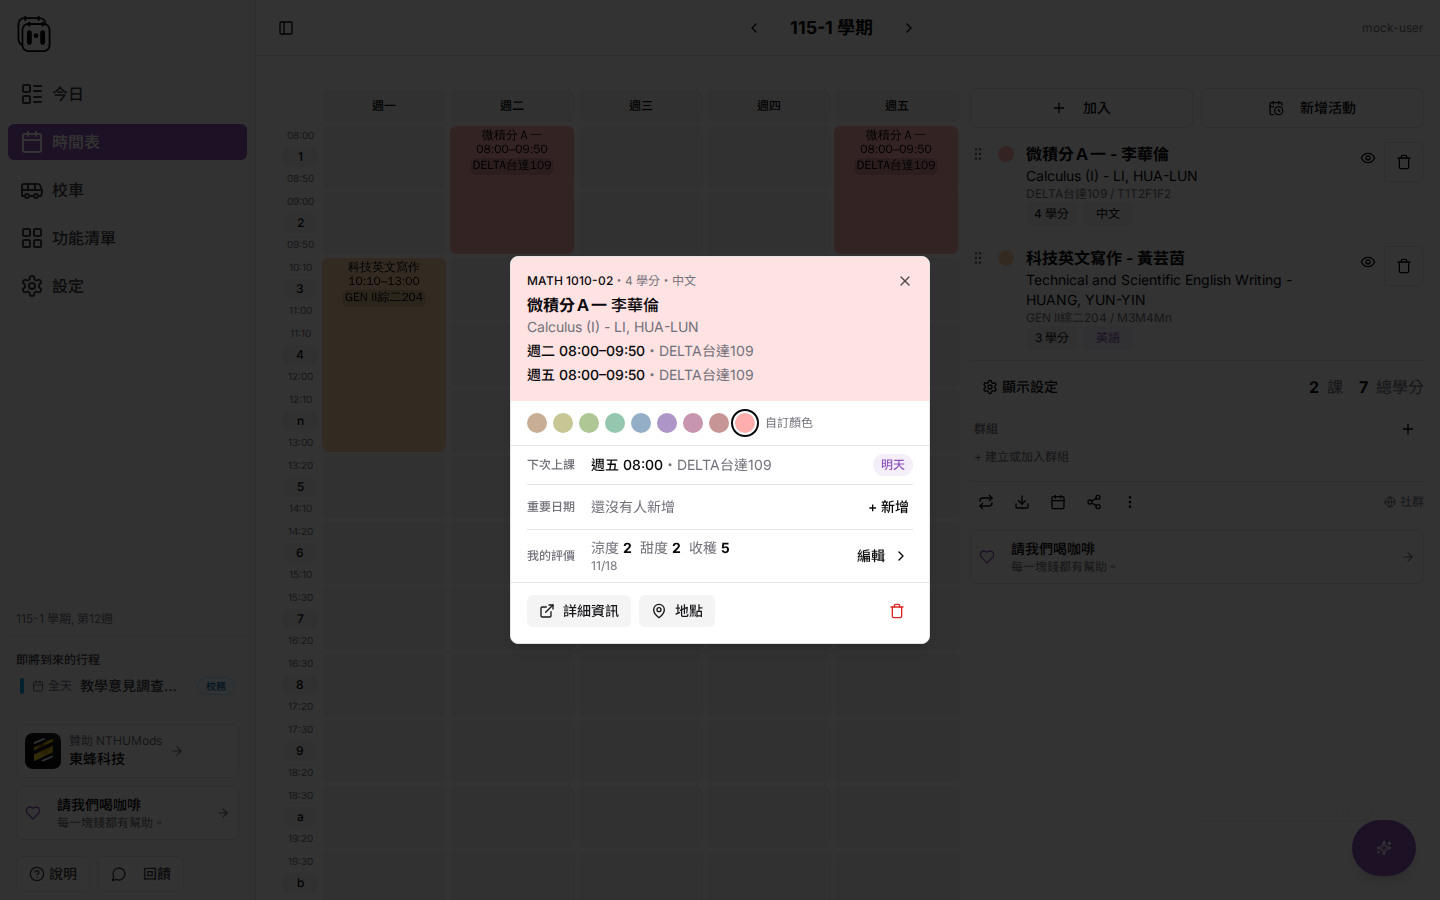 今日
時間表
校車
功能清單
設定
115-1 學期, 第12週
即將到來的行程
全天 教學意見調查... 校務
贊助 NTHUMods
東蜂科技
請我們喝咖啡
每一塊錢都有幫助。
說明
回饋
115-1 學期
mock-user
週一 週二 週三 週四 週五
08:00
1
08:50
09:00
2
09:50
10:10
3
11:00
11:10
4
12:00
12:10
n
13:00
13:20
5
14:10
14:20
6
15:10
15:30
7
16:20
16:30
8
17:20
17:30
9
18:20
18:30
a
19:20
19:30
b
微積分A一
08:00–09:50
DELTA台達109
微積分A一
08:00–09:50
DELTA台達109
科技英文寫作
10:10–13:00
GEN II綜二204
MATH 1010-02 • 4 學分 • 中文
微積分A一 李華倫
Calculus (I) - LI, HUA-LUN
週二 08:00–09:50 • DELTA台達109
週五 08:00–09:50 • DELTA台達109
自訂顏色
下次上課 週五 08:00 • DELTA台達109 明天
重要日期 還沒有人新增 + 新增
我的評價 涼度 2 甜度 2 收穫 5 編輯
11/18
詳細資訊
地點
+ 加入
新增活動
微積分A一 - 李華倫
Calculus (I) - LI, HUA-LUN
DELTA台達109 / T1T2F1F2
4 學分 中文
科技英文寫作 - 黃芸茵
Technical and Scientific English Writing -
HUANG, YUN-YIN
GEN II綜二204 / M3M4Mn
3 學分 英語
顯示設定 2 課 7 總學分
群組
+ 建立或加入群組
社群
請我們喝咖啡
每一塊錢都有幫助。